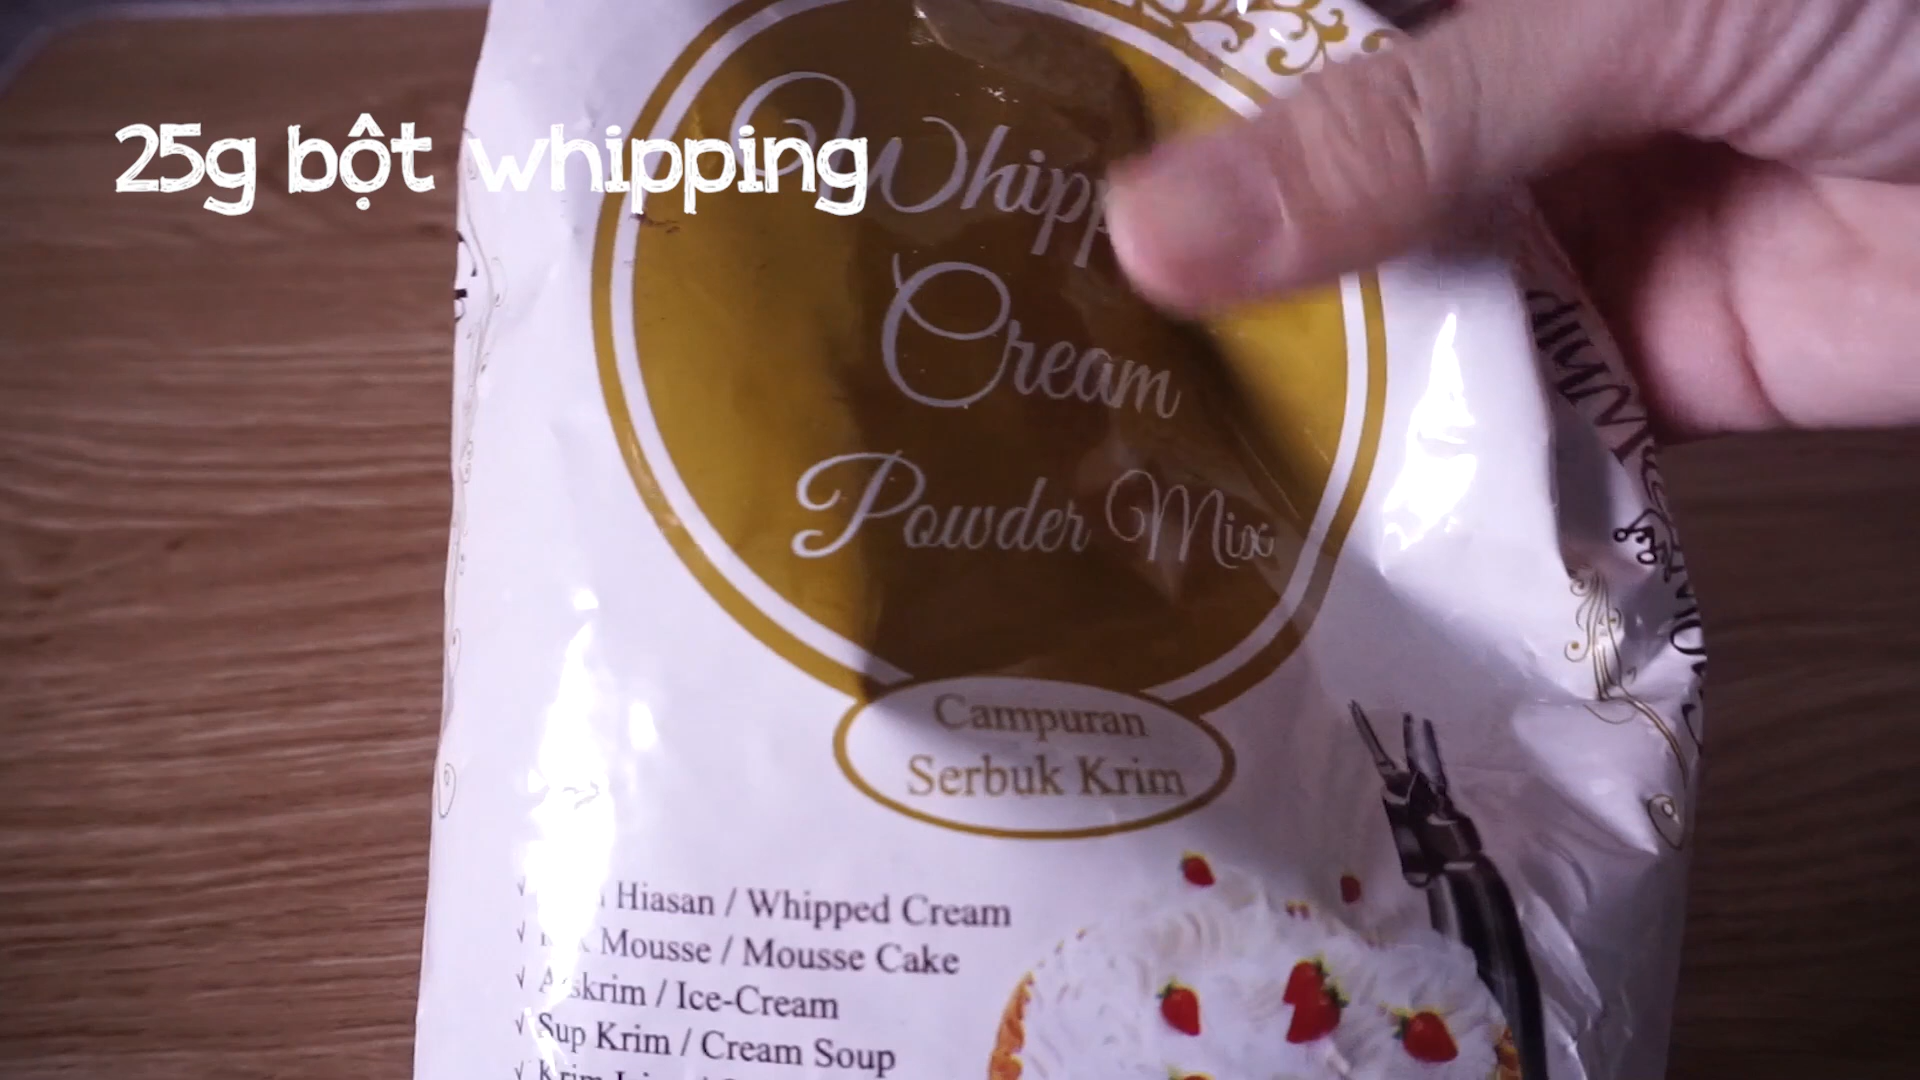 25g bột whipping
Cream
Powder Mix
Campuran
Serbuk Krim
Hiasan / Whipped Cream
Mousse / Mousse Cake
/ Ice-Cream
Sup Krim / Cream Soup